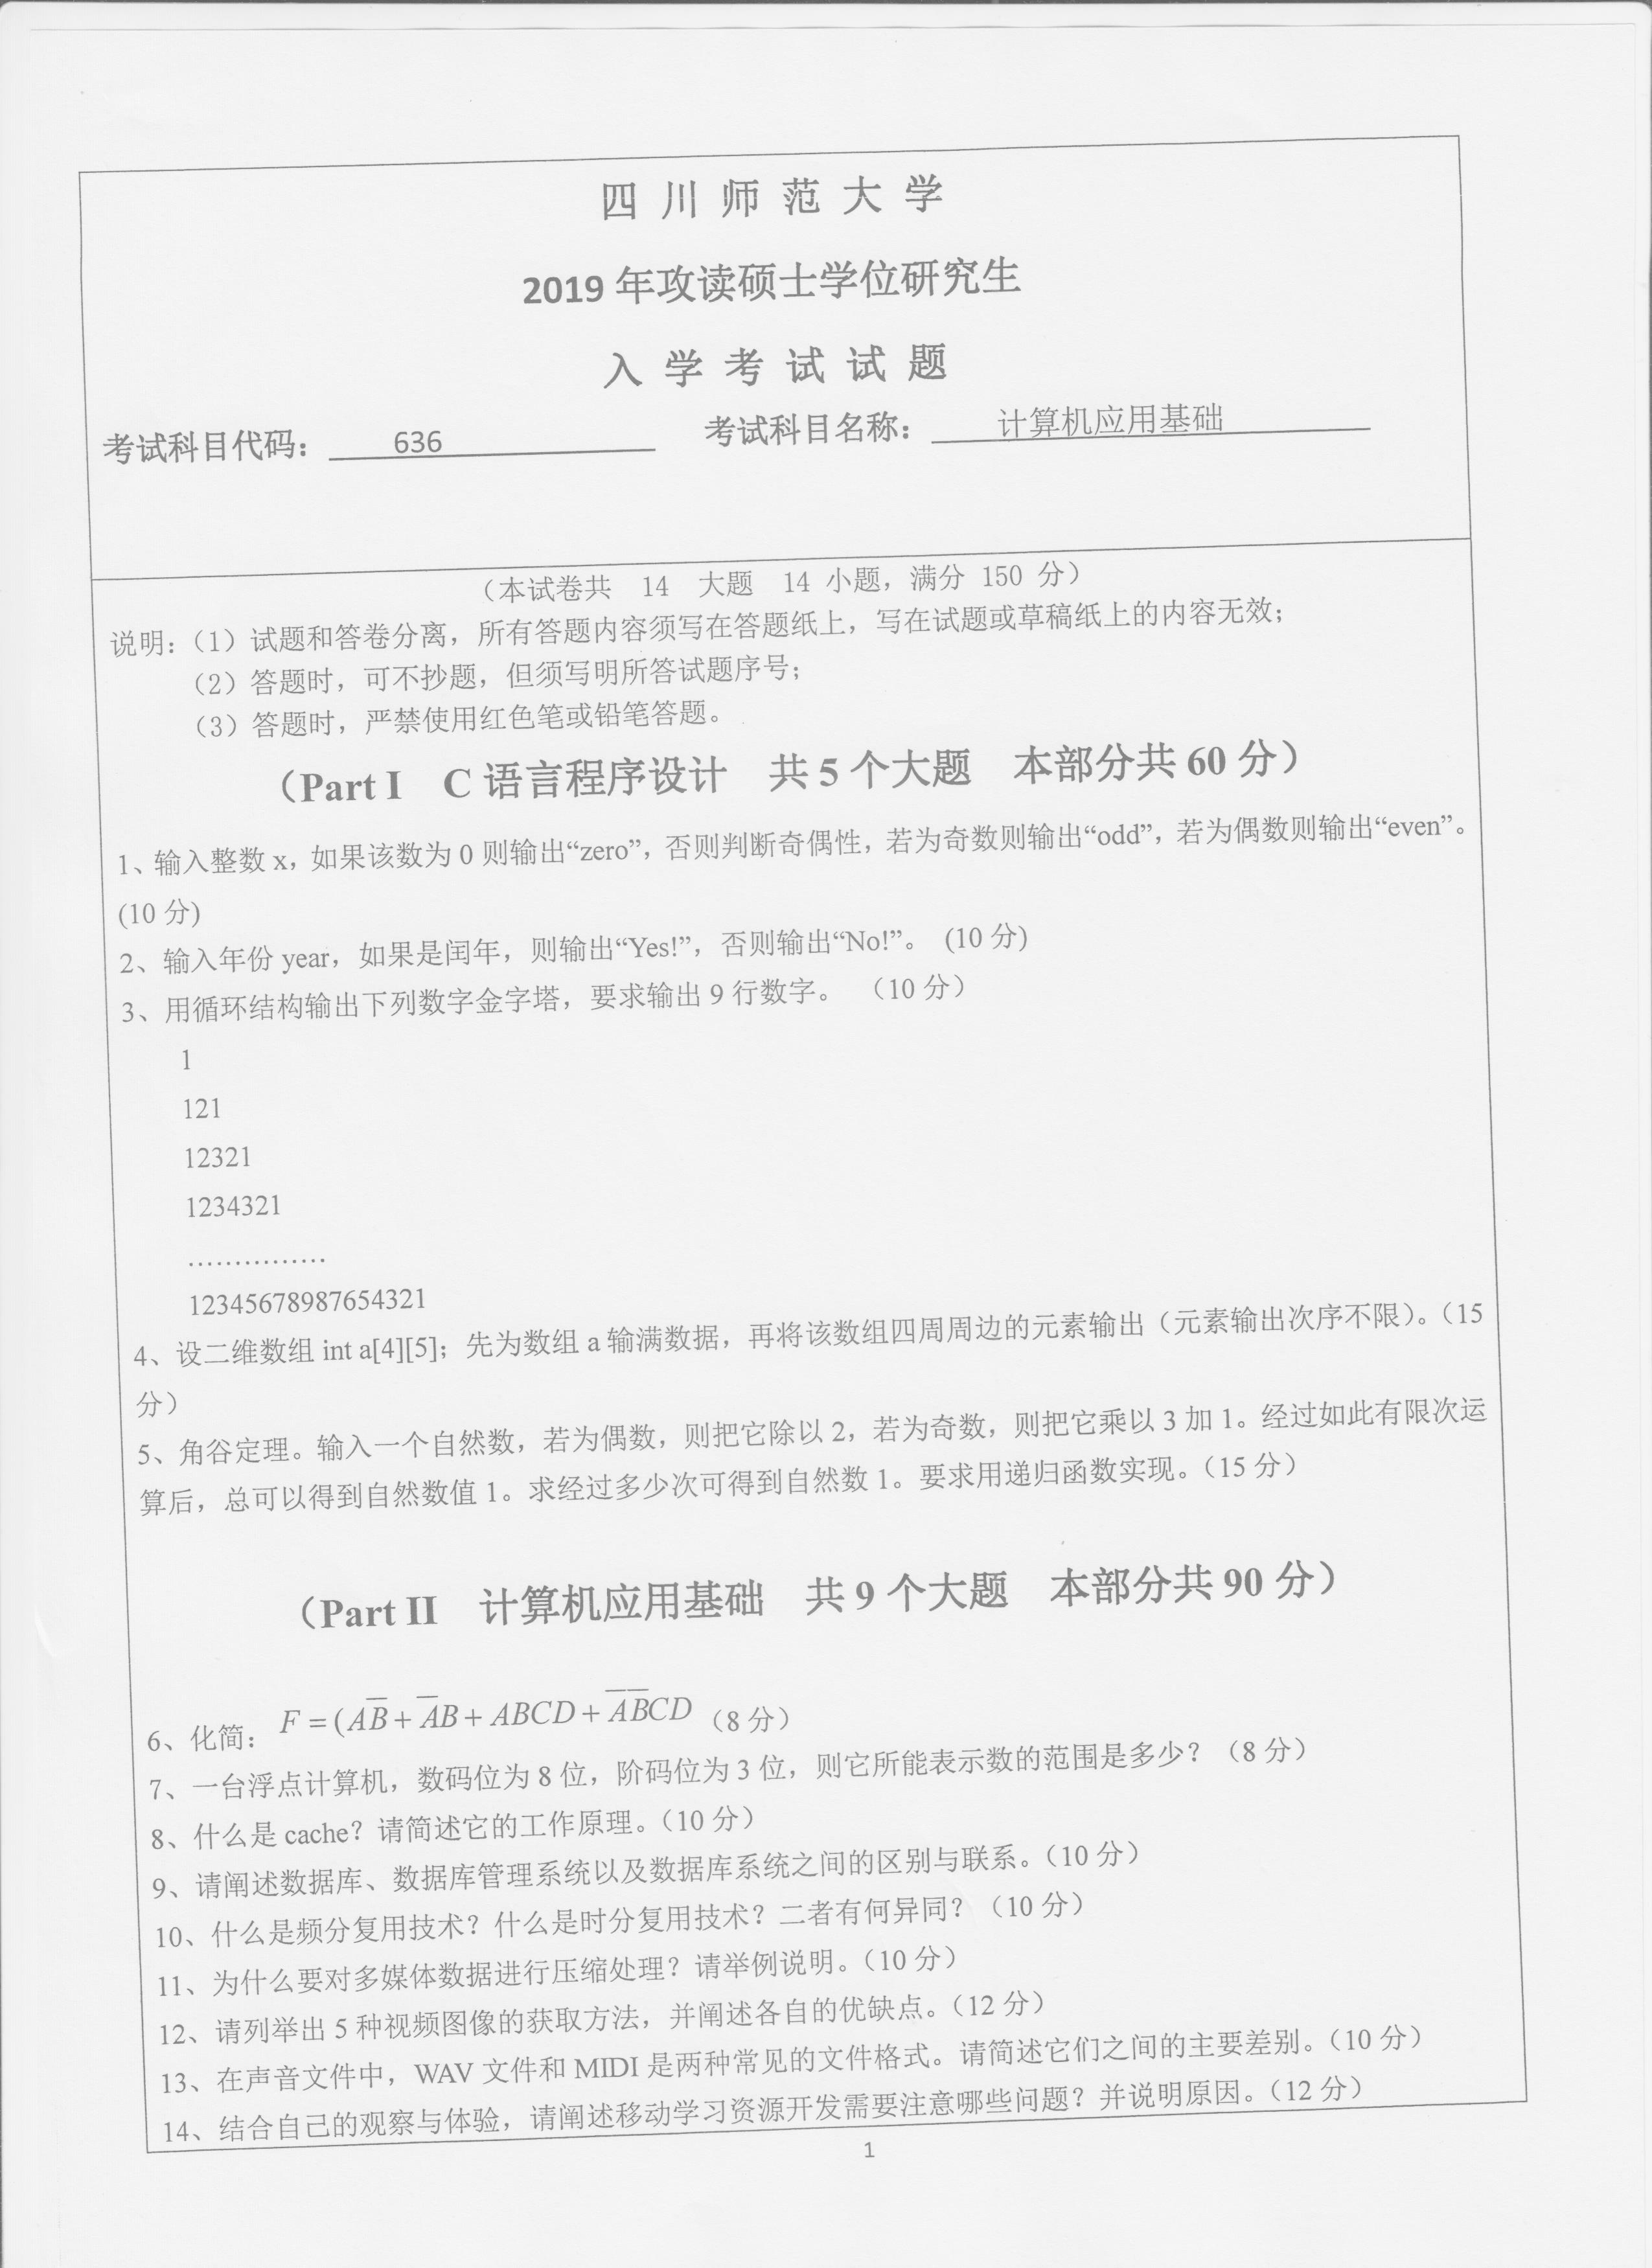 四 川 师 范 大 学
2019 年攻读硕士学位研究生
入 学 考 试 试 题
考试科目代码： 636 考试科目名称： 计算机应用基础
（本试卷共 14 大题 14 小题，满分 150 分）
说明：（1）试题和答卷分离，所有答题内容须写在答题纸上，写在试题或草稿纸上的内容无效；
（2）答题时，可不抄题，但须写明所答试题序号；
（3）答题时，严禁使用红色笔或铅笔答题。
（Part I C 语言程序设计 共 5 个大题 本部分共 60 分）
1、输入整数 x，如果该数为 0 则输出“zero”，否则判断奇偶性，若为奇数则输出“odd”，若为偶数则输出“even”。
(10 分)
2、输入年份 year，如果是闰年，则输出“Yes!”，否则输出“No!”。 (10 分)
3、用循环结构输出下列数字金字塔，要求输出 9 行数字。 （10 分）
1
121
12321
1234321
……………
12345678987654321
4、设二维数组 int a[4][5]；先为数组 a 输满数据，再将该数组四周周边的元素输出（元素输出次序不限）。（15
分）
5、角谷定理。输入一个自然数，若为偶数，则把它除以 2，若为奇数，则把它乘以 3 加 1。经过如此有限次运
算后，总可以得到自然数值 1。求经过多少次可得到自然数 1。要求用递归函数实现。（15 分）
（Part II 计算机应用基础 共 9 个大题 本部分共 90 分）
6、化简： F = (AB̅ + A̅B + ABCD + A̅B̅CD （8 分）
7、一台浮点计算机，数码位为 8 位，阶码位为 3 位，则它所能表示数的范围是多少？（8 分）
8、什么是 cache？请简述它的工作原理。（10 分）
9、请阐述数据库、数据库管理系统以及数据库系统之间的区别与联系。（10 分）
10、什么是频分复用技术？什么是时分复用技术？二者有何异同？（10 分）
11、为什么要对多媒体数据进行压缩处理？请举例说明。（10 分）
12、请列举出 5 种视频图像的获取方法，并阐述各自的优缺点。（12 分）
13、在声音文件中，WAV 文件和 MIDI 是两种常见的文件格式。请简述它们之间的主要差别。（10 分）
14、结合自己的观察与体验，请阐述移动学习资源开发需要注意哪些问题？并说明原因。（12 分）
1